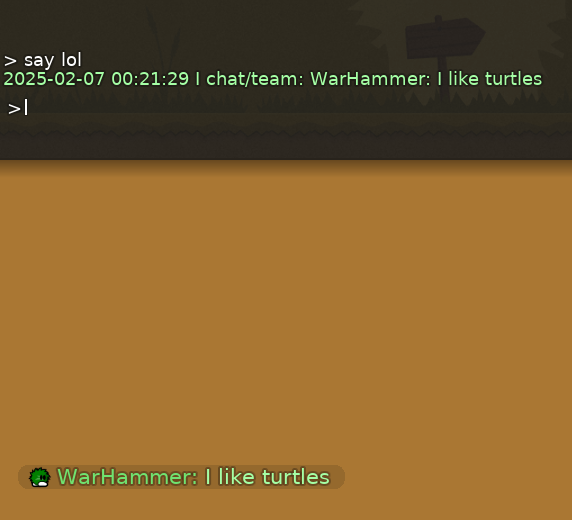 > say lol
2025-02-07 00:21:29 I chat/team: WarHammer: I like turtles
>
WarHammer: I like turtles